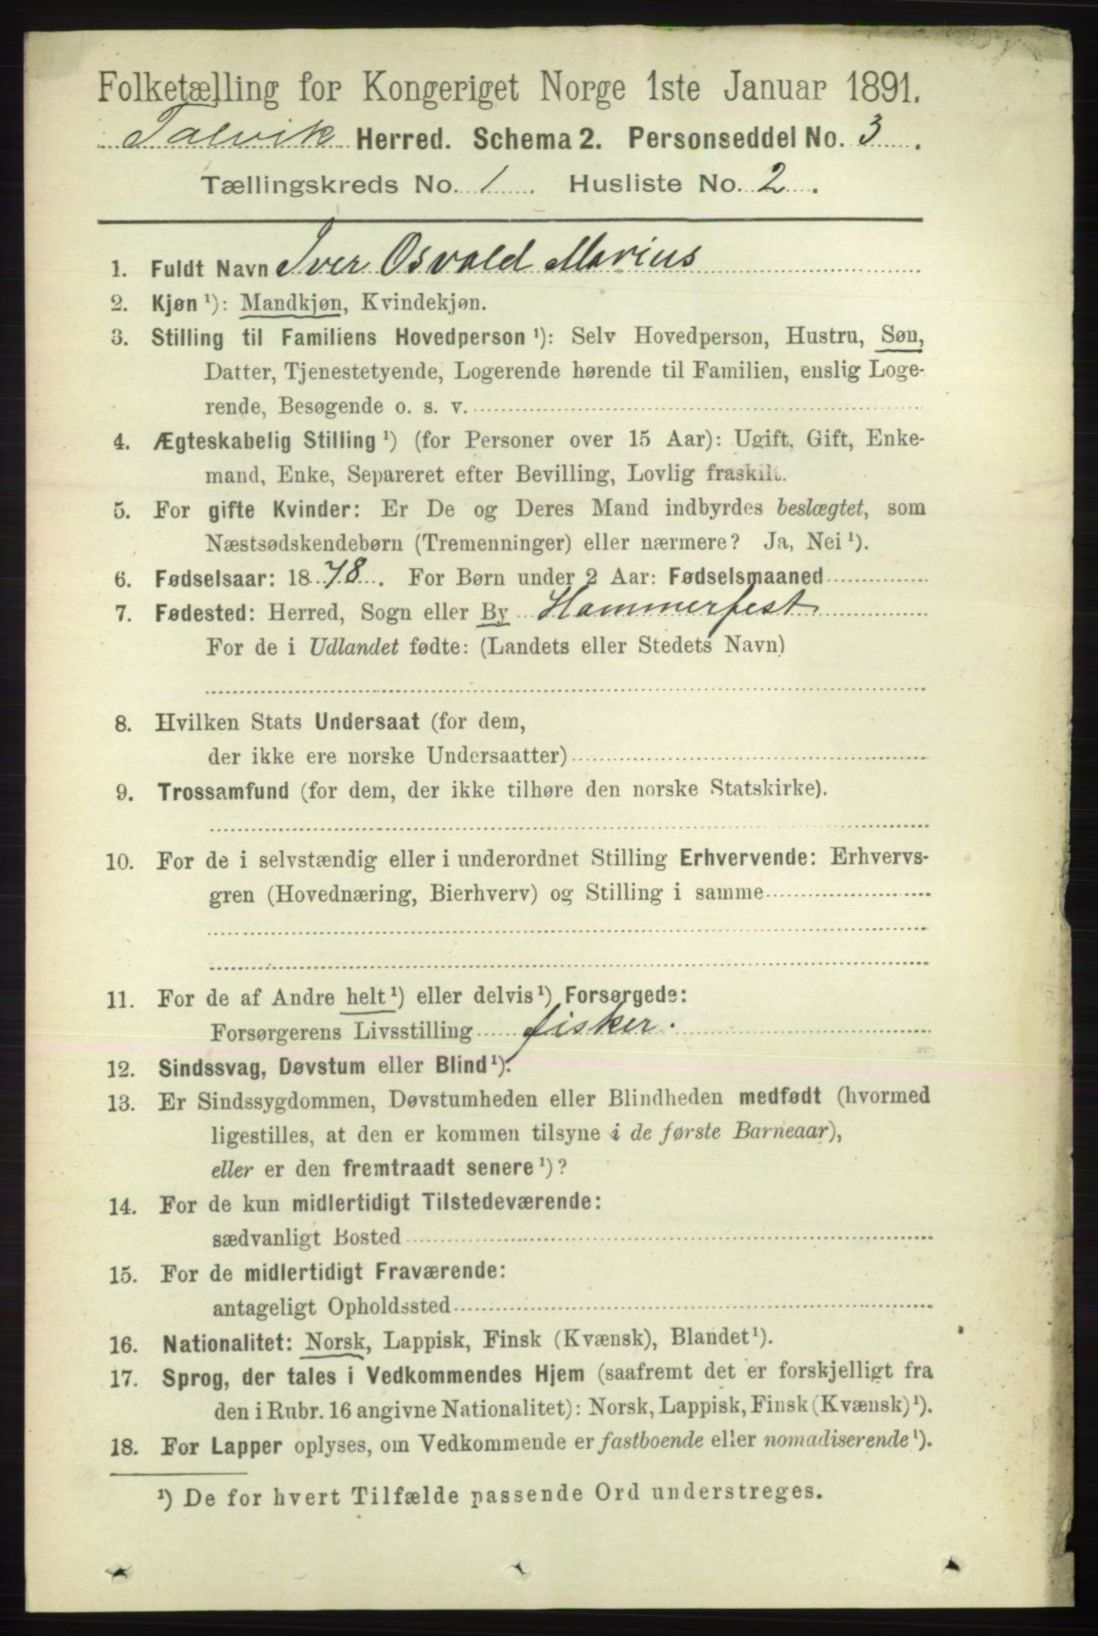 Folketælling for Kongeriget Norge 1ste Januar 1891.
Talvik Herred. Schema 2. Personseddel No. 3.
Tællingskreds No. 1 Husliste No. 2.
1. Fuldt Navn Iver Osvald Marius
2. Kjøn ¹): Mandkjøn, Kvindekjøn.
3. Stilling til Familiens Hovedperson ¹): Selv Hovedperson, Hustru, Søn,
Datter, Tjenestetyende, Logerende hørende til Familien, enslig Loge-
rende, Besøgende o. s. v.
4. Ægteskabelig Stilling ¹) (for Personer over 15 Aar): Ugift, Gift, Enke-
mand, Enke, Separeret efter Bevilling, Lovlig fraskilt.
5. For gifte Kvinder: Er De og Deres Mand indbyrdes beslægtet, som
Næstsødskendebørn (Tremenninger) eller nærmere? Ja, Nei ¹).
6. Fødselsaar: 1878. For Børn under 2 Aar: Fødselsmaaned
7. Fødested: Herred, Sogn eller By Hammerfest
For de i Udlandet fødte: (Landets eller Stedets Navn)
8. Hvilken Stats Undersaat (for dem,
der ikke ere norske Undersaatter)
9. Trossamfund (for dem, der ikke tilhøre den norske Statskirke).
10. For de i selvstændig eller i underordnet Stilling Erhvervende: Erhvervs-
gren (Hovednæring, Bierhverv) og Stilling i samme
11. For de af Andre helt ¹) eller delvis ¹) Forsørgede:
Forsørgerens Livsstilling fisker.
12. Sindssvag, Døvstum eller Blind ¹).
13. Er Sindssygdommen, Døvstumheden eller Blindheden medfødt (hvormed
ligestilles, at den er kommen tilsyne i de første Barneaar),
eller er den fremtraadt senere ¹)?
14. For de kun midlertidigt Tilstedeværende:
sædvanligt Bosted
15. For de midlertidigt Fraværende:
antageligt Opholdssted
16. Nationalitet: Norsk, Lappisk, Finsk (Kvænsk), Blandet ¹).
17. Sprog, der tales i Vedkommendes Hjem (saafremt det er forskjelligt fra
den i Rubr. 16 angivne Nationalitet): Norsk, Lappisk, Finsk (Kvænsk) ¹).
18. For Lapper oplyses, om Vedkommende er fastboende eller nomadiserende ¹).
¹) De for hvert Tilfælde passende Ord understreges.